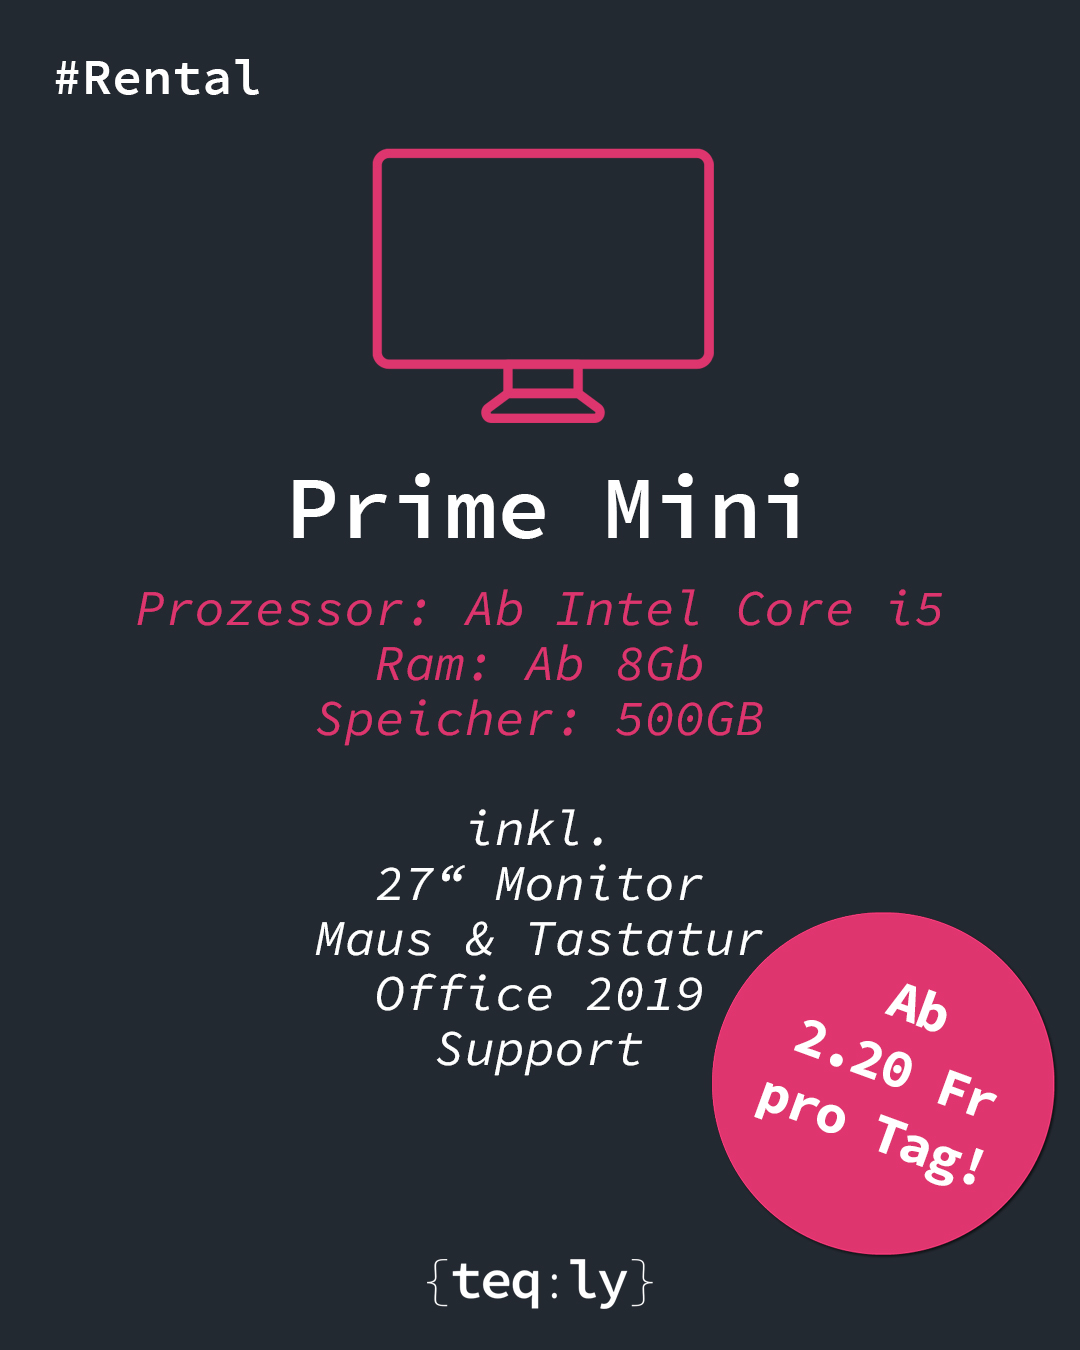 #Rental
Prime Mini
Prozessor: Ab Intel Core i5
Ram: Ab 8Gb
Speicher: 500GB
inkl.
27“ Monitor
Maus & Tastatur
Office 2019
Support
Ab
2.20 Fr
pro Tag!
{teq:ly}